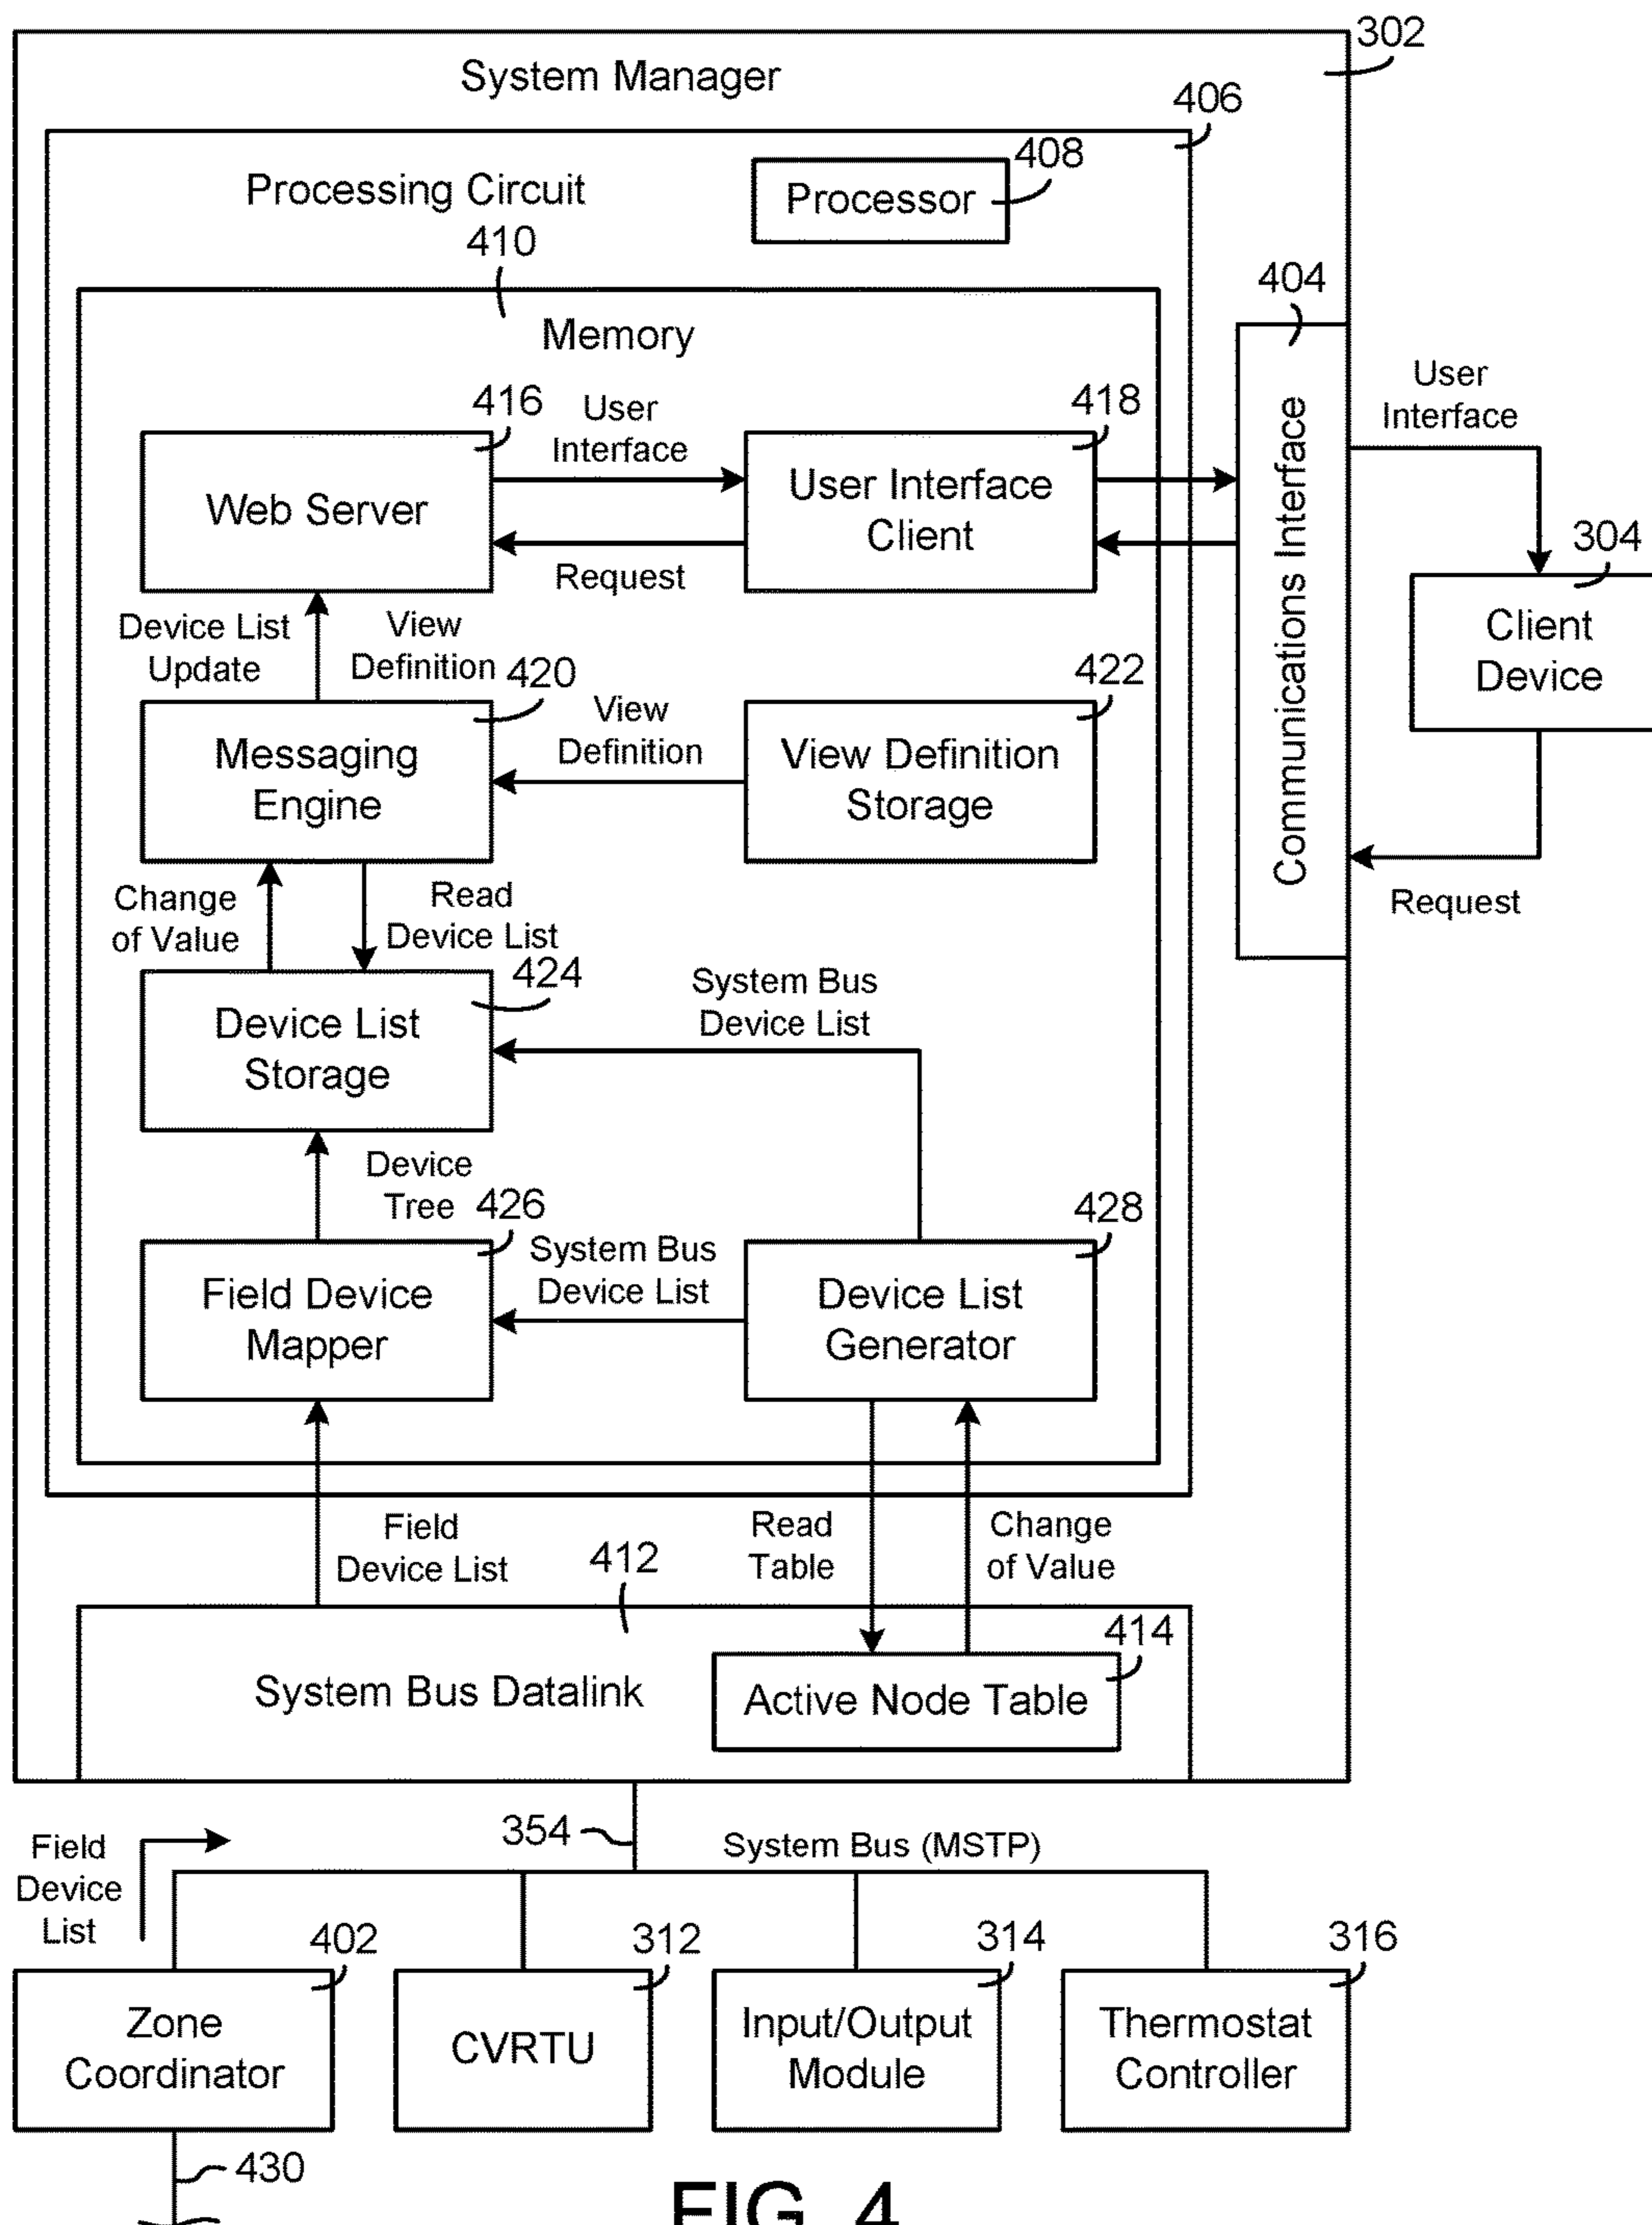 302
System Manager
406
408
Processing Circuit
Processor
410
404
Memory
User
Interface
416
User
Interface
418
Web Server
User Interface
Client
Communications Interface
Request
304
Client
Device
Device List
Update
View
Definition
420
View
Definition
422
Messaging
Engine
View Definition
Storage
Change
of Value
Read
Device List
Request
424
System Bus
Device List
Device List
Storage
Device
Tree
426
System Bus
Device List
428
Field Device
Mapper
Device List
Generator
Field
Device List
412
Read
Table
Change
of Value
414
System Bus Datalink
Active Node Table
354
System Bus (MSTP)
Field
Device
List
402
312
314
316
Zone
Coordinator
CVRTU
Input/Output
Module
Thermostat
Controller
430
FIG. 4